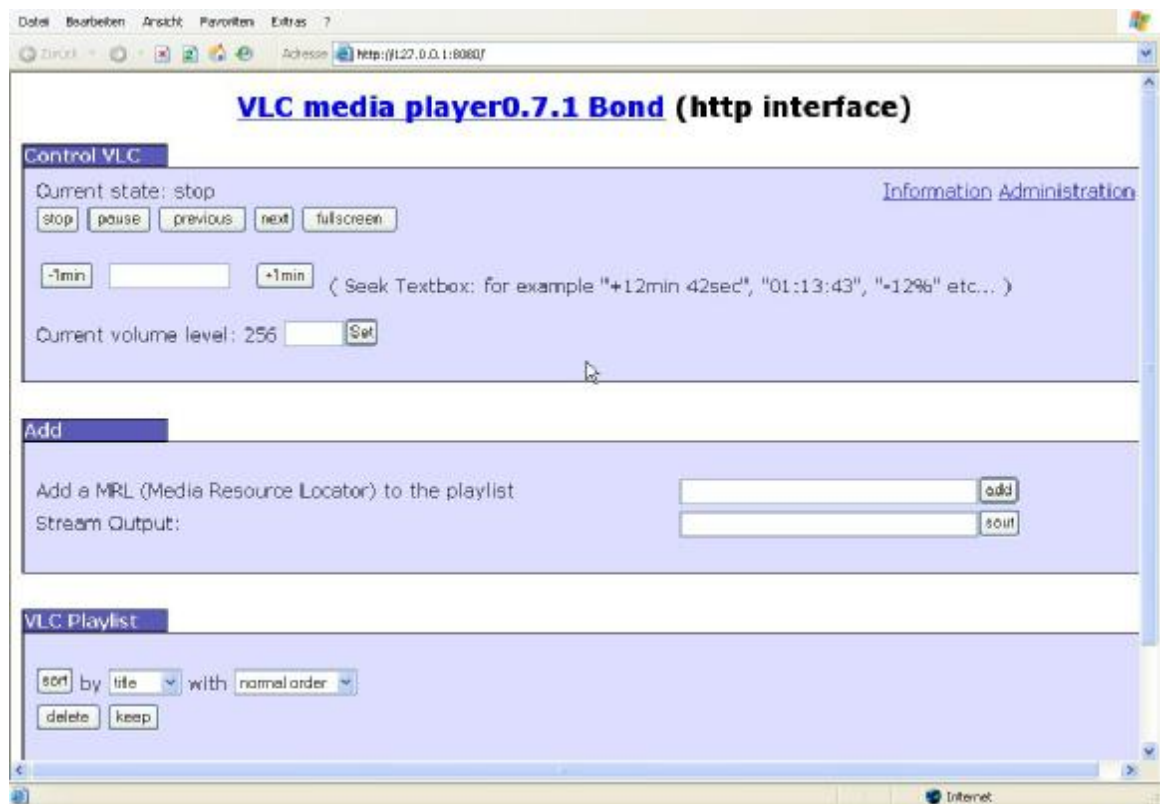 Datei Bearbeiten Ansicht Favoriten Extras ?
Zurück Adresse http://127.0.0.1:8080/
VLC media player0.7.1 Bond (http interface)
Control VLC
Current state: stop Information Administration
stop pause previous next fullscreen
-1min +1min ( Seek Textbox: for example "+12min 42sec", "01:13:43", "-12%" etc... )
Current volume level: 256 Set
Add
Add a MRL (Media Resource Locator) to the playlist add
Stream Output: sout
VLC Playlist
sort by title with normal order
delete keep
Internet